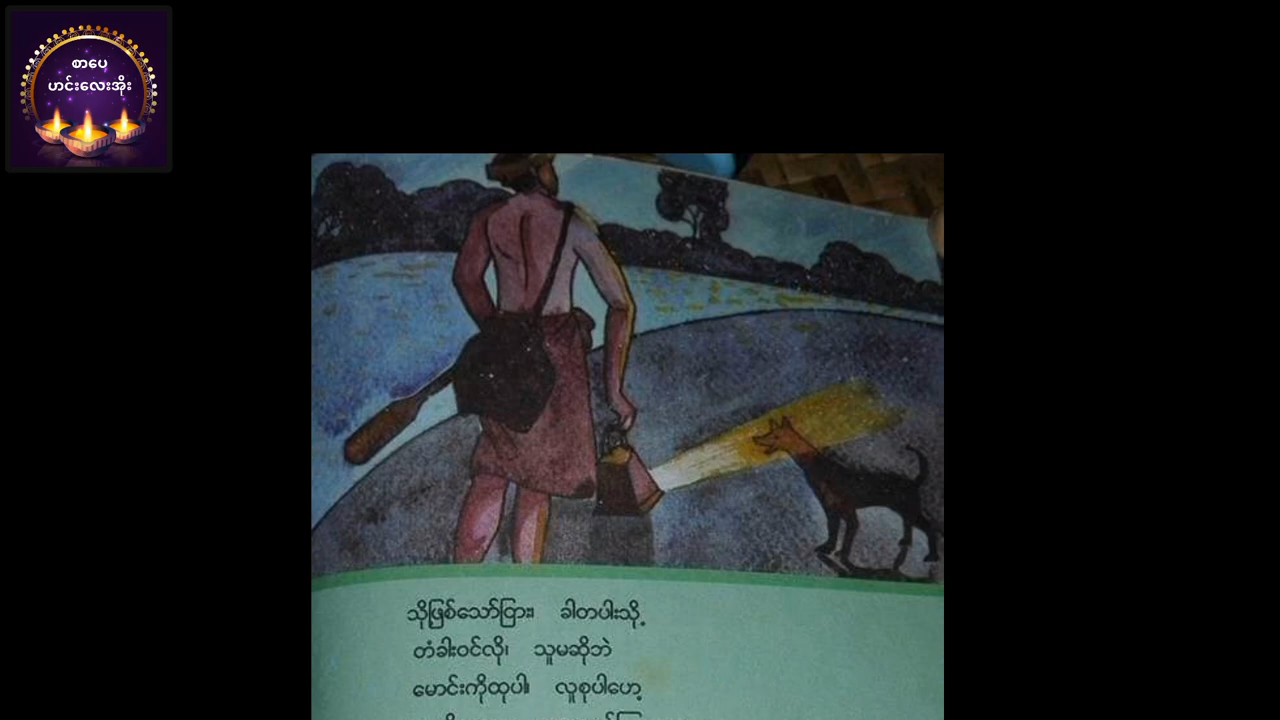 စာပေ
ဟင်းလေးအိုး
သို့ဖြစ်သော်ငြား၊ ခါတပါးသို့
တံခါးဝင်လို၊ သူမဆိုဘဲ
မောင်းကိုထုပါ၊ လူစုပါဟေ့